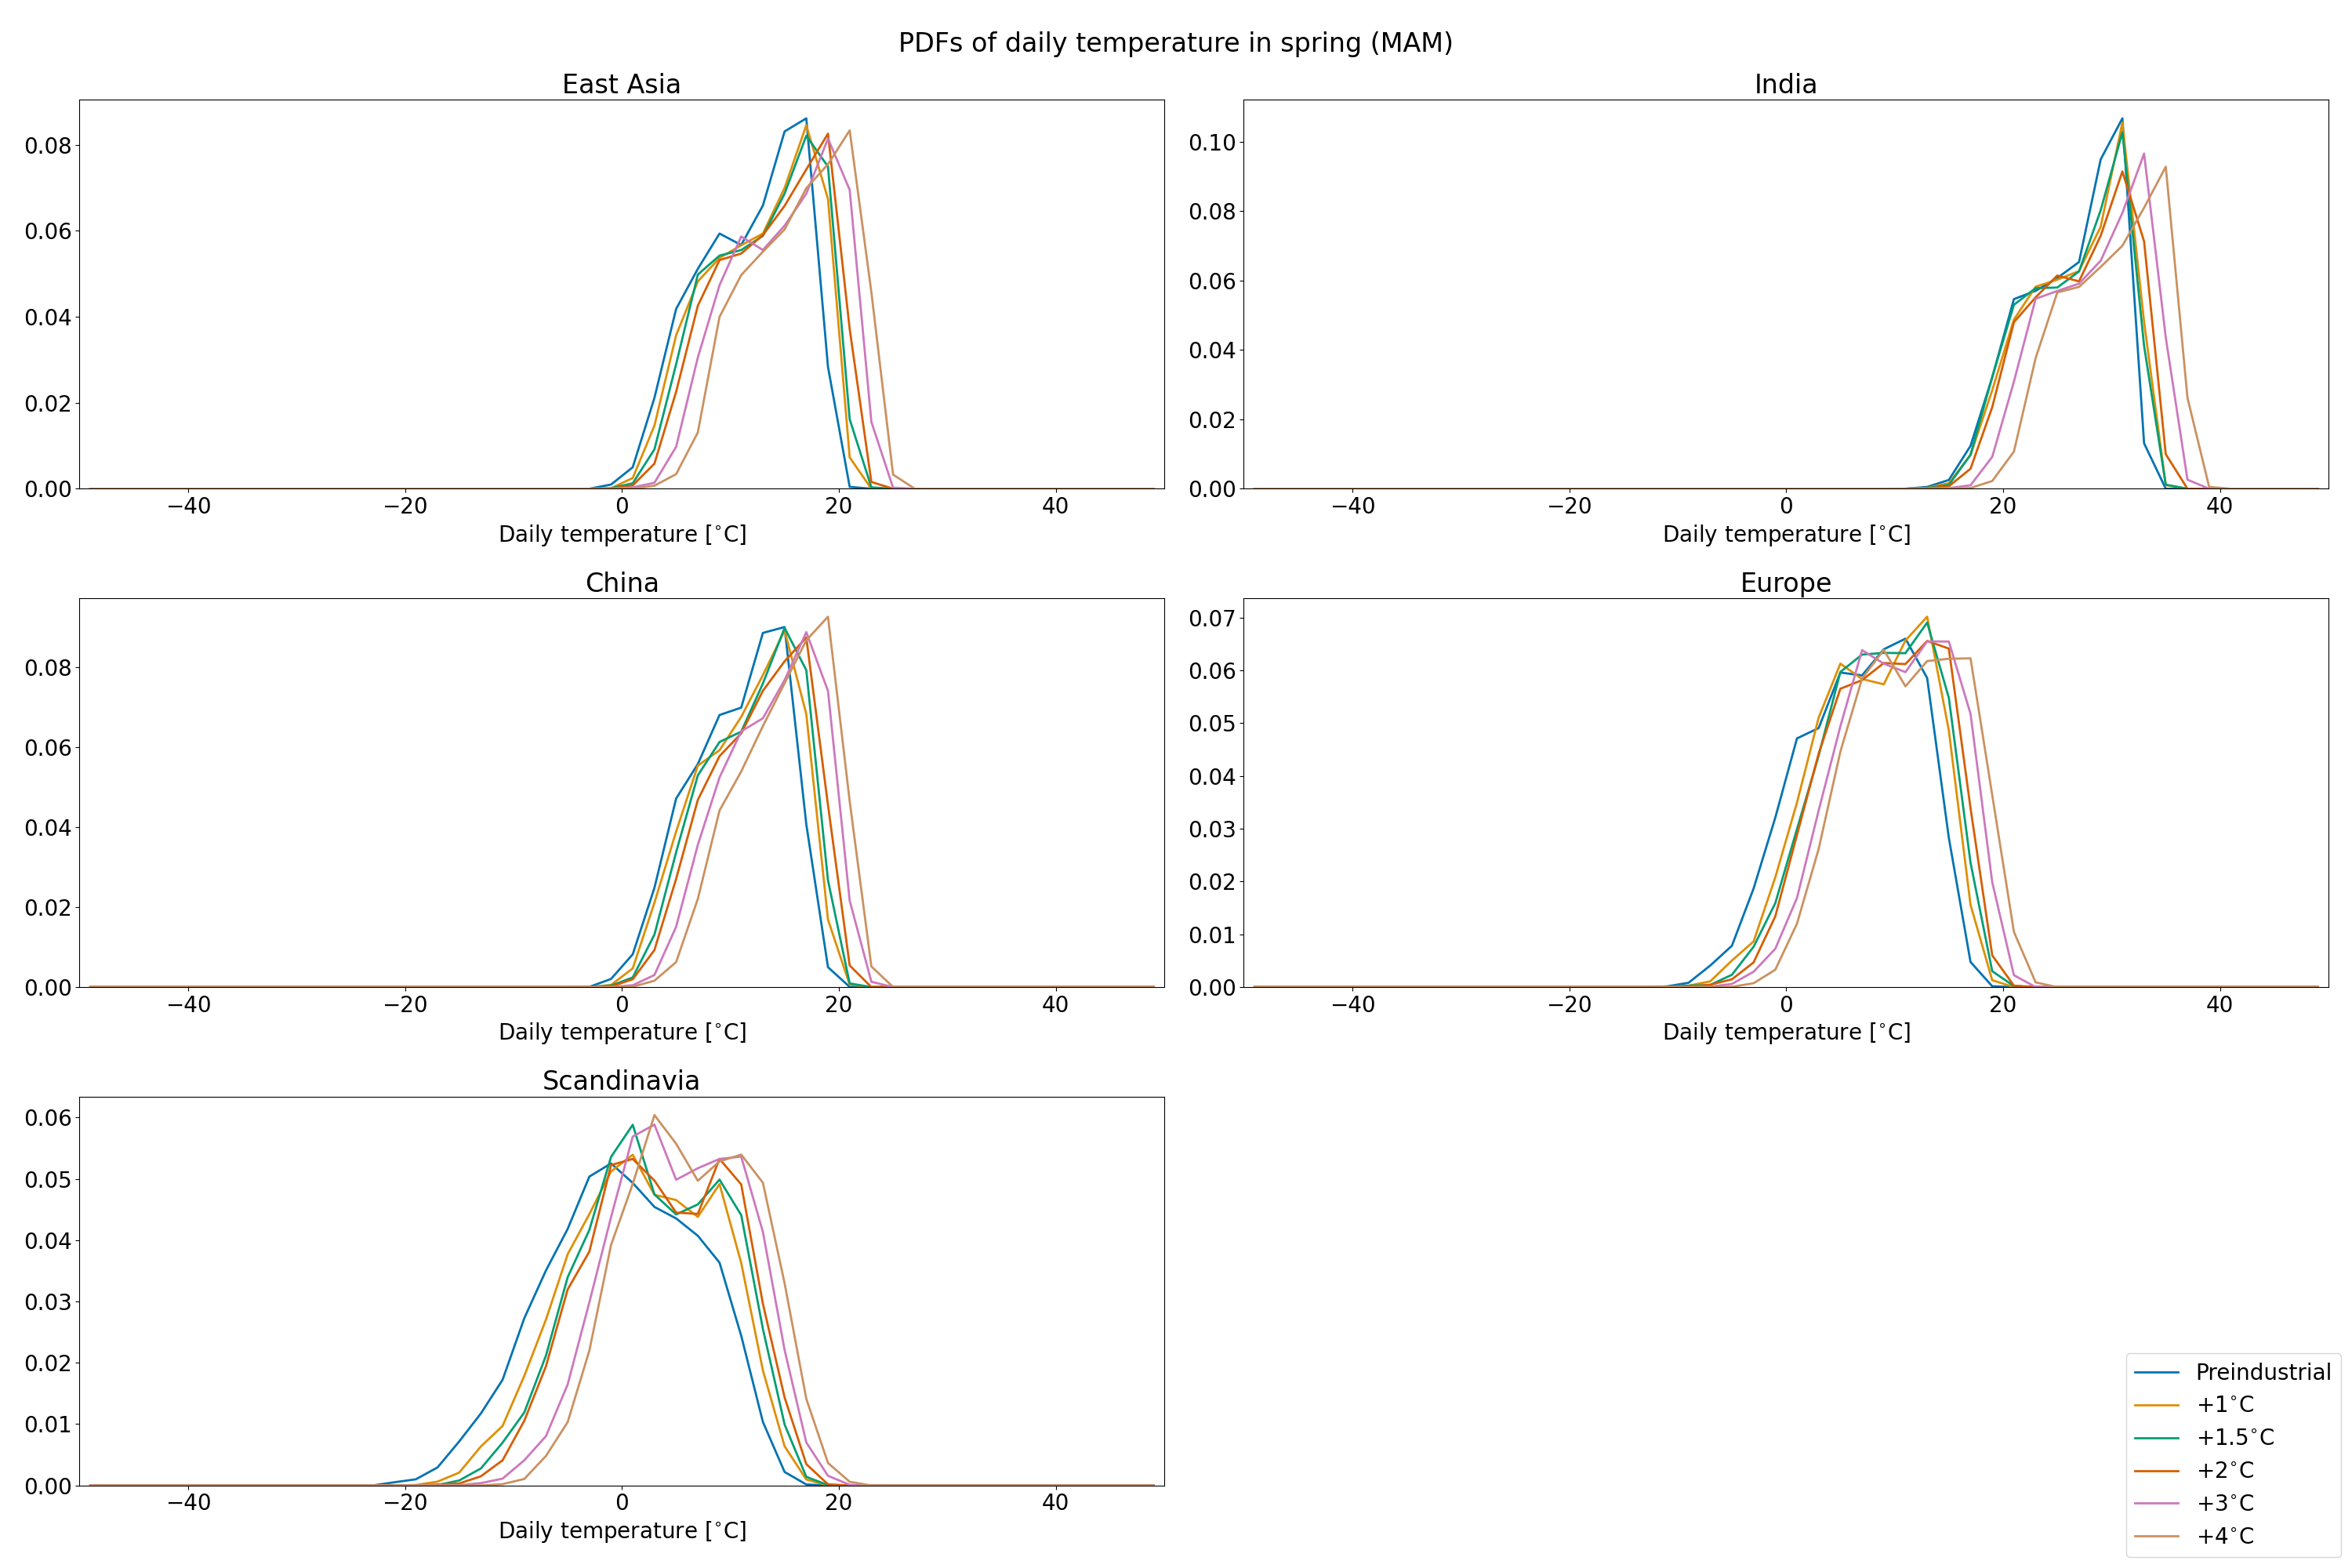 PDFs of daily temperature in spring (MAM)
East Asia
0.08
0.06
0.04
0.02
0.00
−40 −20 0 20 40
Daily temperature [°C]
India
0.10
0.08
0.06
0.04
0.02
0.00
−40 −20 0 20 40
Daily temperature [°C]
China
0.08
0.06
0.04
0.02
0.00
−40 −20 0 20 40
Daily temperature [°C]
Europe
0.07
0.06
0.05
0.04
0.03
0.02
0.01
0.00
−40 −20 0 20 40
Daily temperature [°C]
Scandinavia
0.06
0.05
0.04
0.03
0.02
0.01
0.00
−40 −20 0 20 40
Daily temperature [°C]
Preindustrial
+1°C
+1.5°C
+2°C
+3°C
+4°C